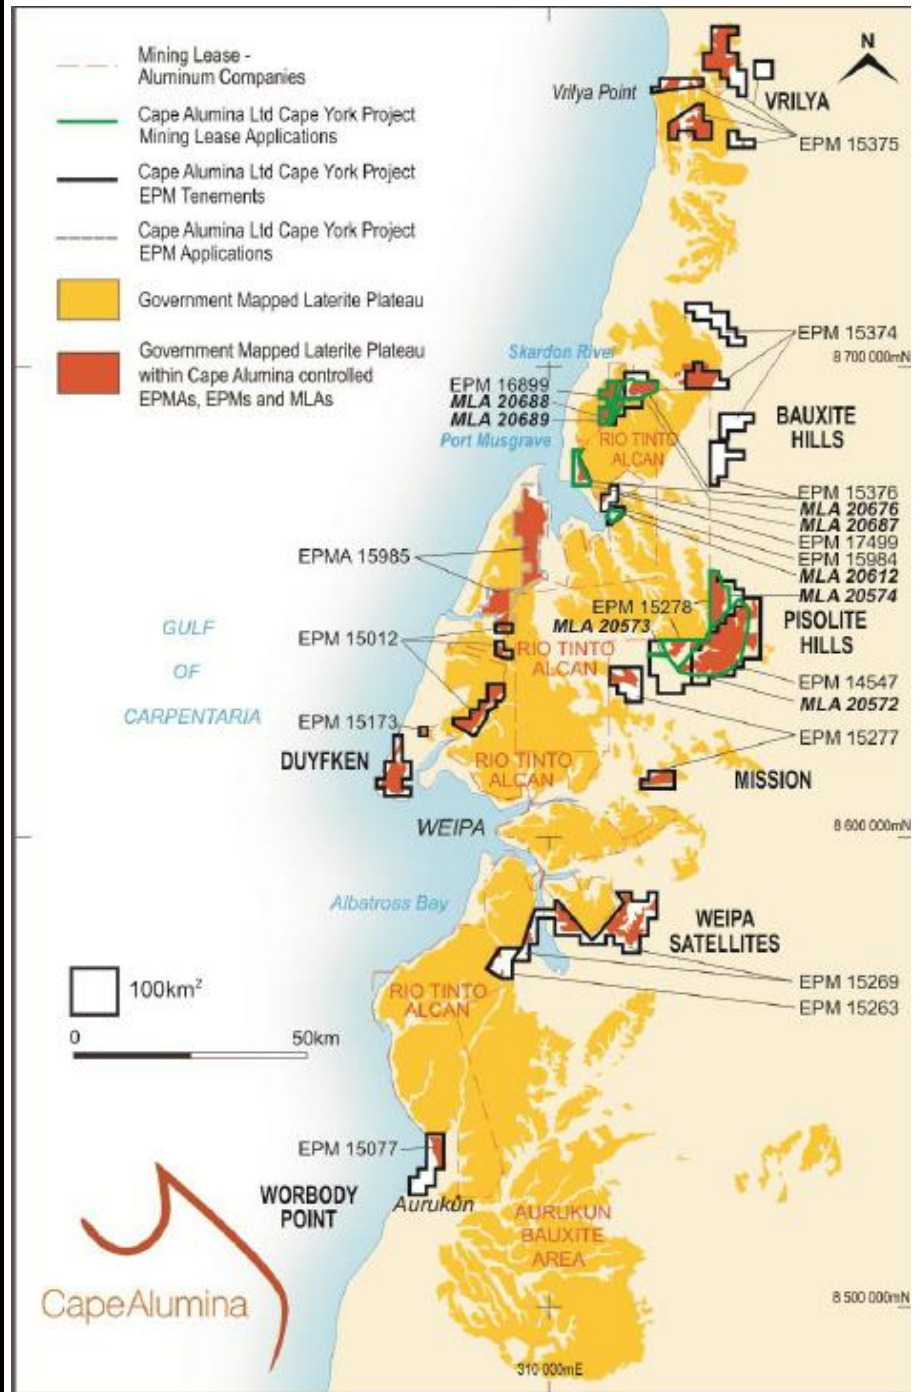 Mining Lease -
Aluminum Companies
Cape Alumina Ltd Cape York Project
Mining Lease Applications
Cape Alumina Ltd Cape York Project
EPM Tenements
Cape Alumina Ltd Cape York Project
EPM Applications
Government Mapped Laterite Plateau
Government Mapped Laterite Plateau
within Cape Alumina controlled
EPMAs, EPMs and MLAs
N
Vrilya Point
VRILYA
EPM 15375
EPM 15374
Skardon River
8 700 000mN
EPM 16899
MLA 20688
MLA 20689
Port Musgrave
RIO TINTO
ALCAN
BAUXITE
HILLS
EPM 15376
MLA 20676
MLA 20687
EPM 17499
EPM 15984
MLA 20612
MLA 20574
EPMA 15985
EPM 15278
MLA 20573
PISOLITE
HILLS
GULF
OF
CARPENTARIA
EPM 15012
RIO TINTO
ALCAN
EPM 14547
MLA 20572
EPM 15173
EPM 15277
DUYFKEN
RIO TINTO
ALCAN
MISSION
WEIPA
8 600 000mN
Albatross Bay
WEIPA
SATELLITES
100km²
RIO TINTO
ALCAN
EPM 15269
EPM 15263
0
50km
EPM 15077
WORBODY
POINT
Aurukun
AURUKUN
BAUXITE
AREA
CapeAlumina
8 500 000mN
310 000mE